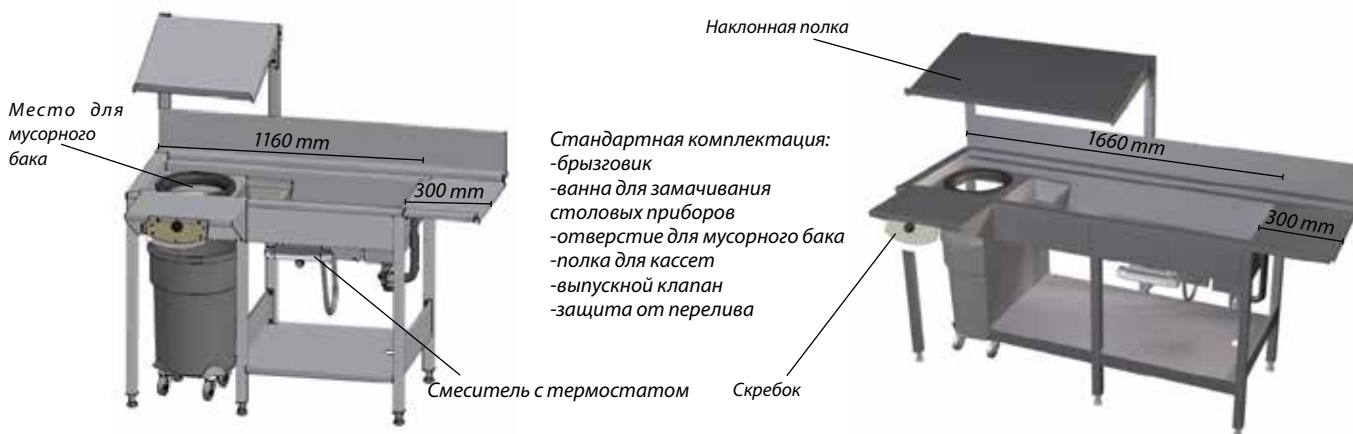 Место для
мусорного
бака
1160 mm
300 mm
Стандартная комплектация:
-брызговик
-ванна для замачивания
столовых приборов
-отверстие для мусорного бака
-полка для кассет
-выпускной клапан
-защита от перелива
Смеситель с термостатом
Наклонная полка
1660 mm
300 mm
Скребок